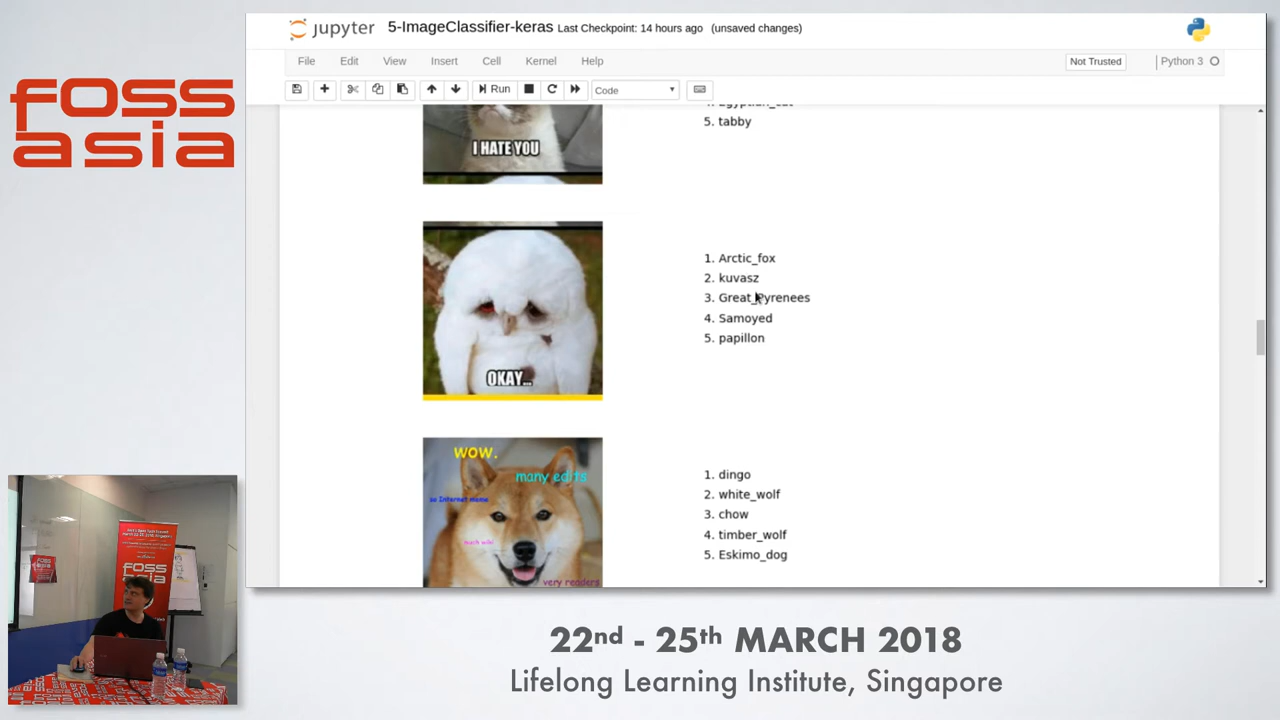 foss
asia
jupyter 5-ImageClassifier-keras Last Checkpoint: 14 hours ago (unsaved changes)
File Edit View Insert Cell Kernel Help Not Trusted Python 3
Run Code
I HATE YOU
5. tabby
OKAY...
1. Arctic_fox
2. kuvasz
3. Great_Pyrenees
4. Samoyed
5. papillon
wow.
many edits
so Internet meme
much wiki
very readers
1. dingo
2. white_wolf
3. chow
4. timber_wolf
5. Eskimo_dog
foss
asia
22nd - 25th MARCH 2018
Lifelong Learning Institute, Singapore